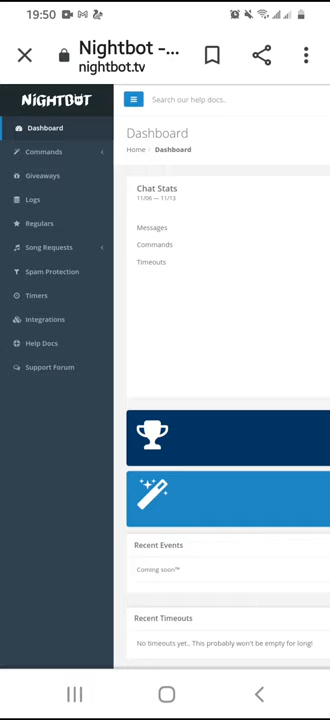 19:50
Nightbot -...
nightbot.tv
NIGHTBOT
Search our help docs..
Dashboard
Commands
Giveaways
Logs
Regulars
Song Requests
Spam Protection
Timers
Integrations
Help Docs
Support Forum
Dashboard
Home / Dashboard
Chat Stats
11/06 — 11/13
Messages
Commands
Timeouts
Recent Events
Coming soon™
Recent Timeouts
No timeouts yet.. This probably won't be empty for long!